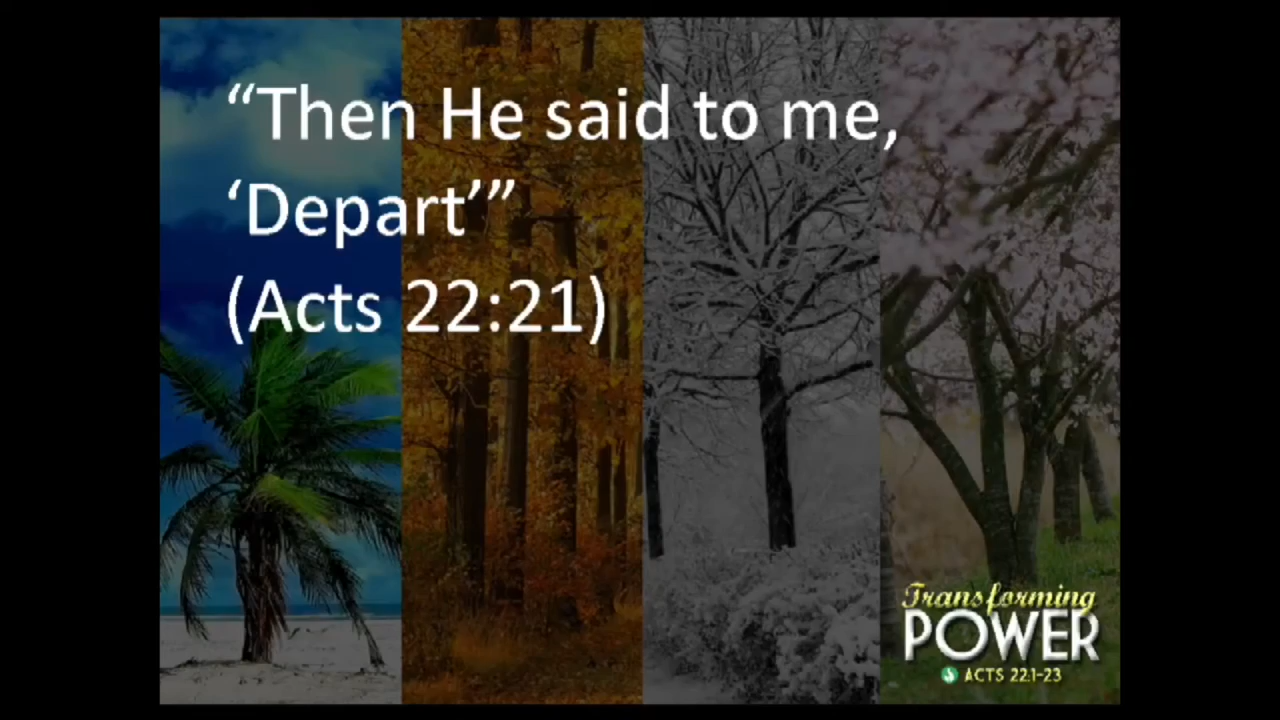 “Then He said to me,
‘Depart’”
(Acts 22:21)
Transforming
POWER
ACTS 22:1-23